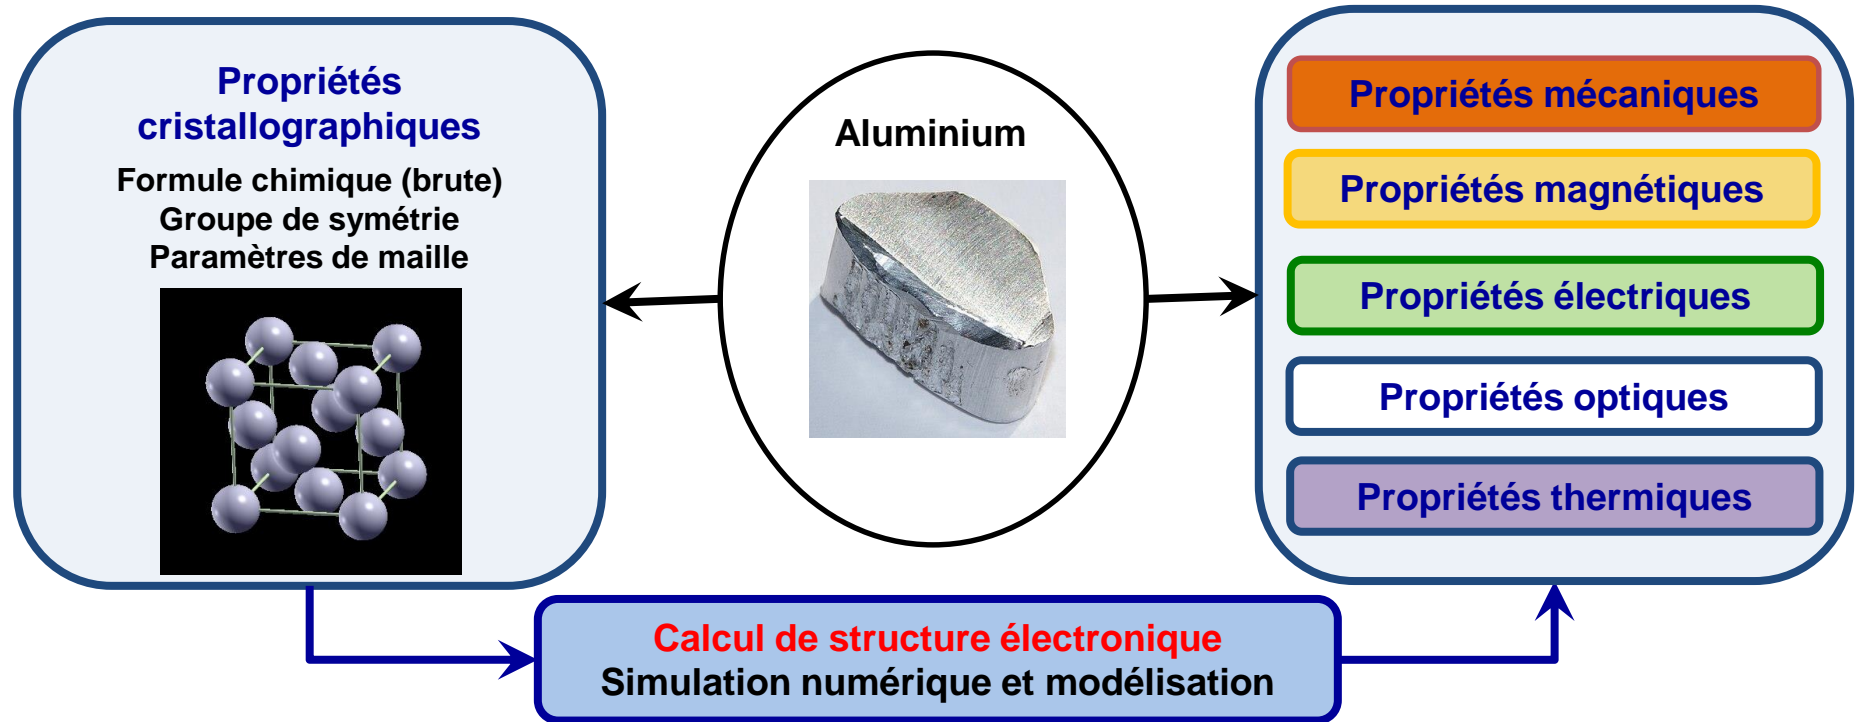 Propriétés
cristallographiques
Formule chimique (brute)
Groupe de symétrie
Paramètres de maille
Aluminium
Propriétés mécaniques
Propriétés magnétiques
Propriétés électriques
Propriétés optiques
Propriétés thermiques
Calcul de structure électronique
Simulation numérique et modélisation